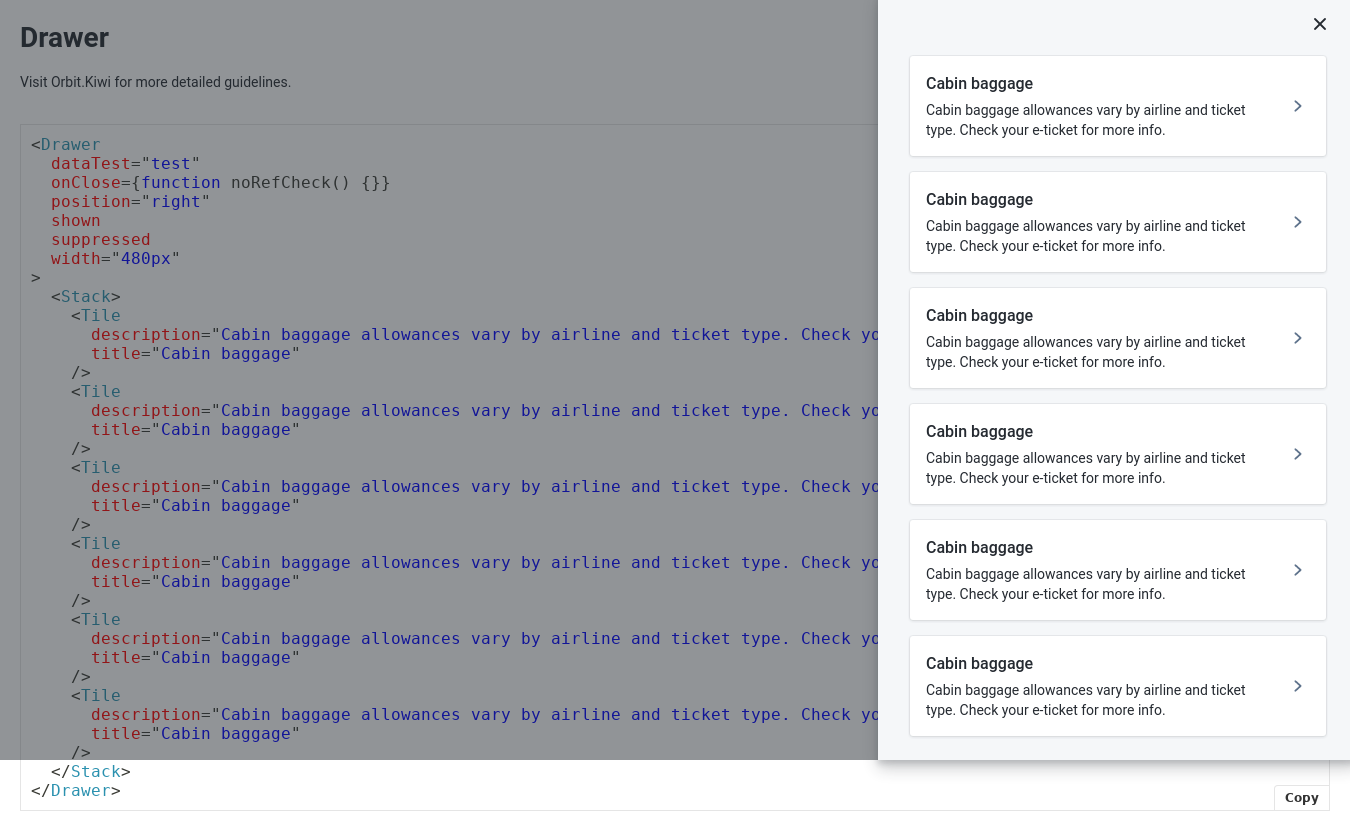 Drawer
Visit Orbit.Kiwi for more detailed guidelines.
<Drawer
dataTest="test"
onClose={function noRefCheck() {}}
position="right"
shown
suppressed
width="480px"
>
<Stack>
<Tile
description="Cabin baggage allowances vary by airline and ticket type. Check
title="Cabin baggage"
/>
<Tile
description="Cabin baggage allowances vary by airline and ticket type. Check
title="Cabin baggage"
/>
<Tile
description="Cabin baggage allowances vary by airline and ticket type. Check
title="Cabin baggage"
/>
<Tile
description="Cabin baggage allowances vary by airline and ticket type. Check
title="Cabin baggage"
/>
<Tile
description="Cabin baggage allowances vary by airline and ticket type. Check
title="Cabin baggage"
/>
<Tile
description="Cabin baggage allowances vary by airline and ticket type. Check
title="Cabin baggage"
/>
</Stack>
</Drawer>
Copy
Cabin baggage
Cabin baggage allowances vary by airline and ticket
type. Check your e-ticket for more info.
Cabin baggage
Cabin baggage allowances vary by airline and ticket
type. Check your e-ticket for more info.
Cabin baggage
Cabin baggage allowances vary by airline and ticket
type. Check your e-ticket for more info.
Cabin baggage
Cabin baggage allowances vary by airline and ticket
type. Check your e-ticket for more info.
Cabin baggage
Cabin baggage allowances vary by airline and ticket
type. Check your e-ticket for more info.
Cabin baggage
Cabin baggage allowances vary by airline and ticket
type. Check your e-ticket for more info.